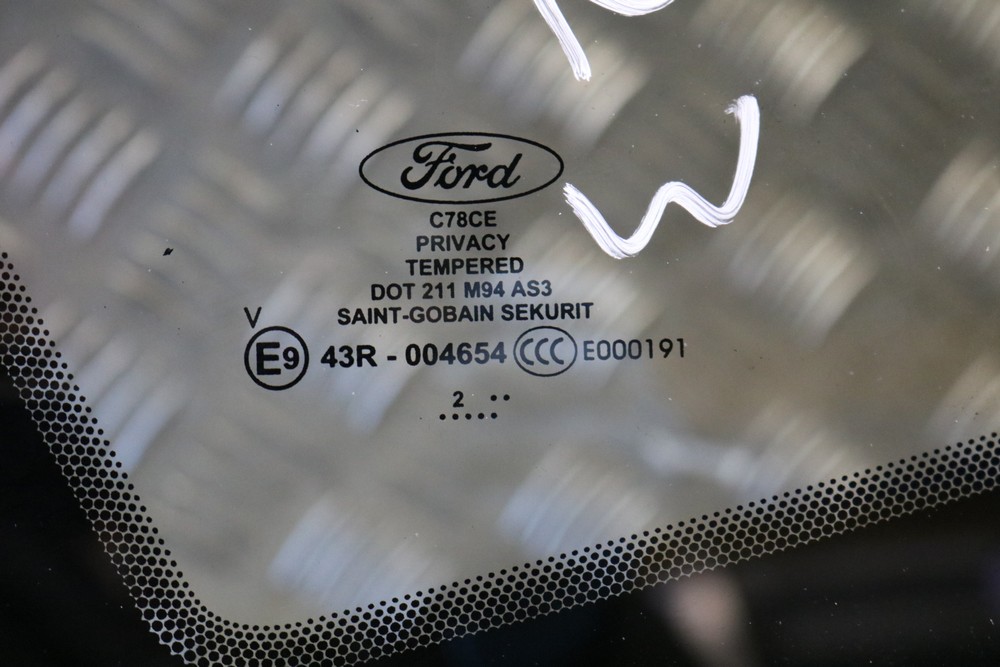 Ford
C78CE
PRIVACY
TEMPERED
DOT 211 M94 AS3
SAINT-GOBAIN SEKURIT
V
E9 43R - 004654 CCC E000191
2